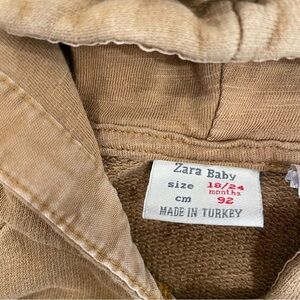 Zara Baby
size 18/24 months
cm 92
MADE IN TURKEY